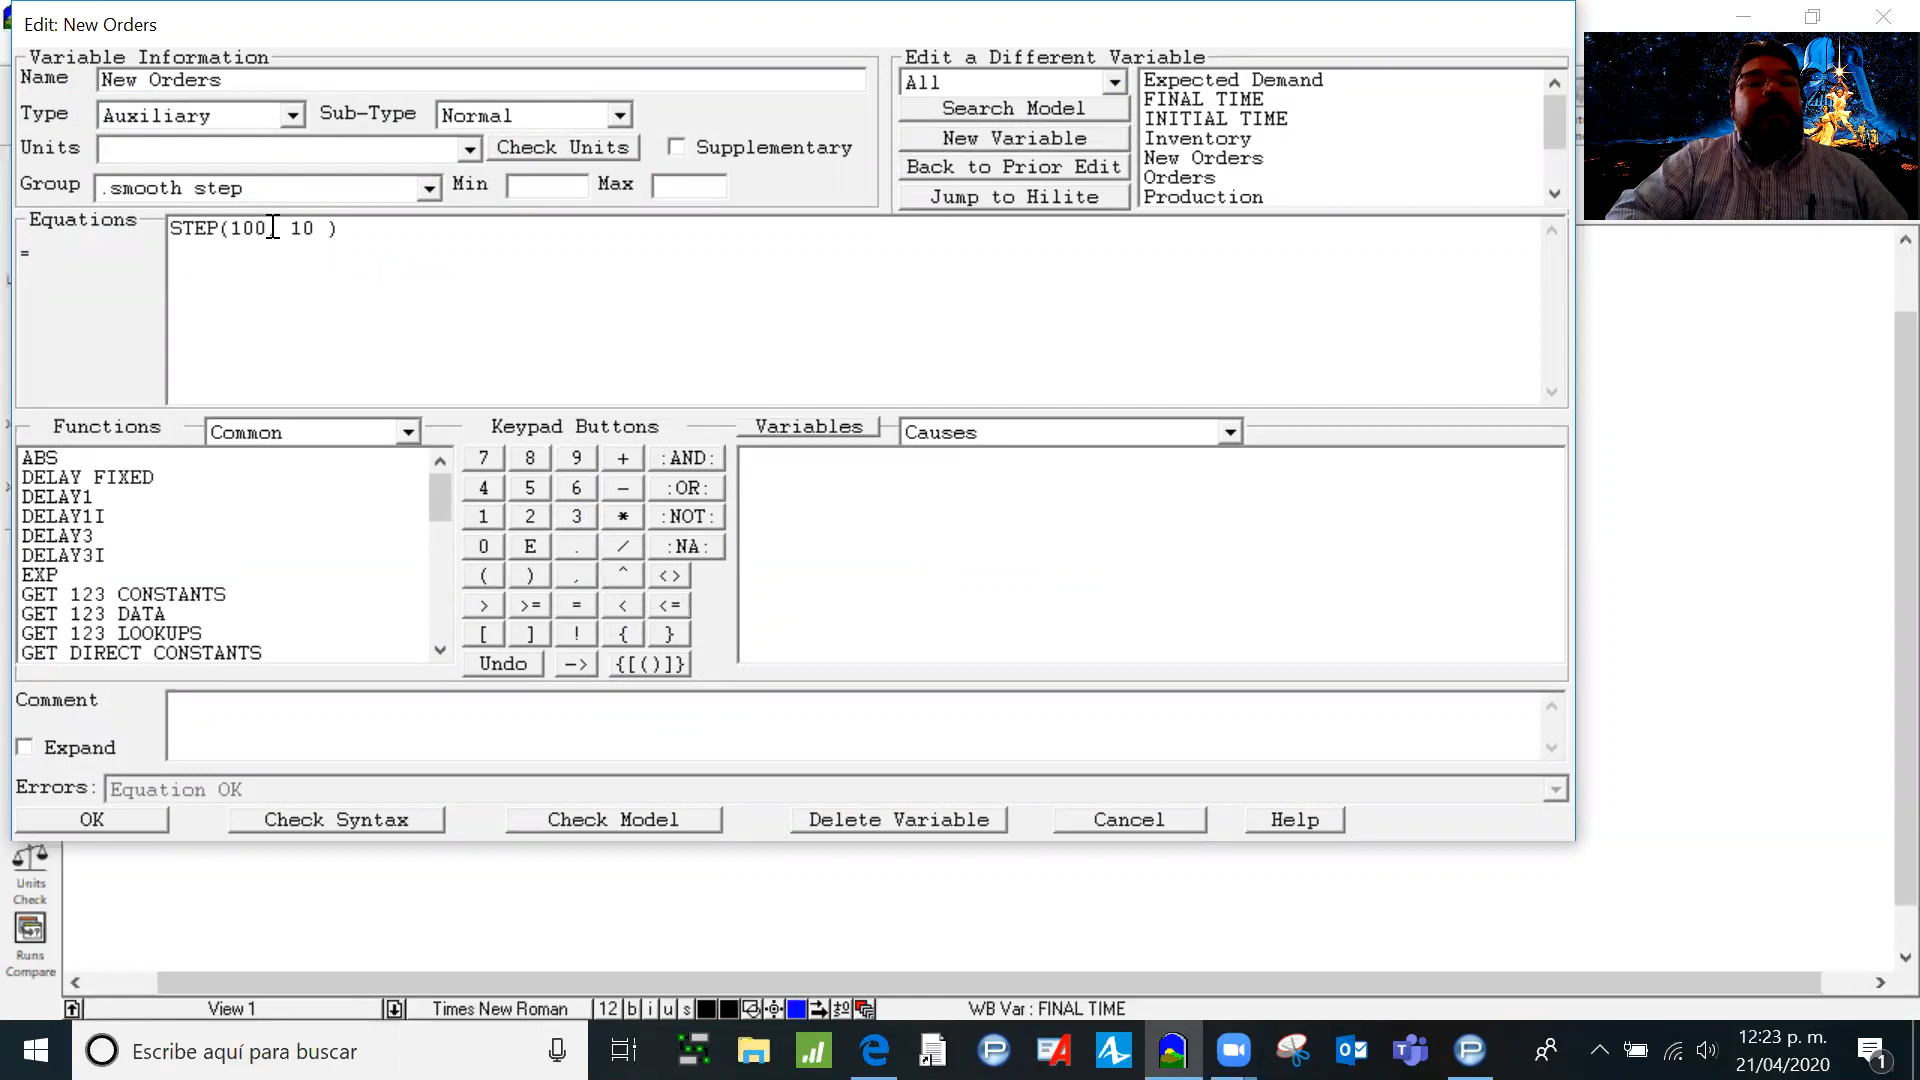 Edit: New Orders
Variable Information
Name New Orders
Type Auxiliary Sub-Type Normal
Units Check Units Supplementary
Group .smooth step Min Max
Edit a Different Variable
All
Search Model
New Variable
Back to Prior Edit
Jump to Hilite
Expected Demand
FINAL TIME
INITIAL TIME
Inventory
New Orders
Orders
Production
Equations
=
STEP(100, 10 )
Functions Common
ABS
DELAY FIXED
DELAY1
DELAY1I
DELAY3
DELAY3I
EXP
GET 123 CONSTANTS
GET 123 DATA
GET 123 LOOKUPS
GET DIRECT CONSTANTS
Keypad Buttons
7 8 9 + :AND:
4 5 6 - :OR:
1 2 3 * :NOT:
0 E . / :NA:
( ) , ^ <>
> >= = < <=
[ ] ! { }
Undo -> {[()]}
Variables Causes
Comment
Expand
Errors: Equation OK
OK Check Syntax Check Model Delete Variable Cancel Help
Units
Check
Runs
Compare
View 1 Times New Roman 12 b i u s WB Var : FINAL TIME
Escribe aquí para buscar
12:23 p. m.
21/04/2020
1